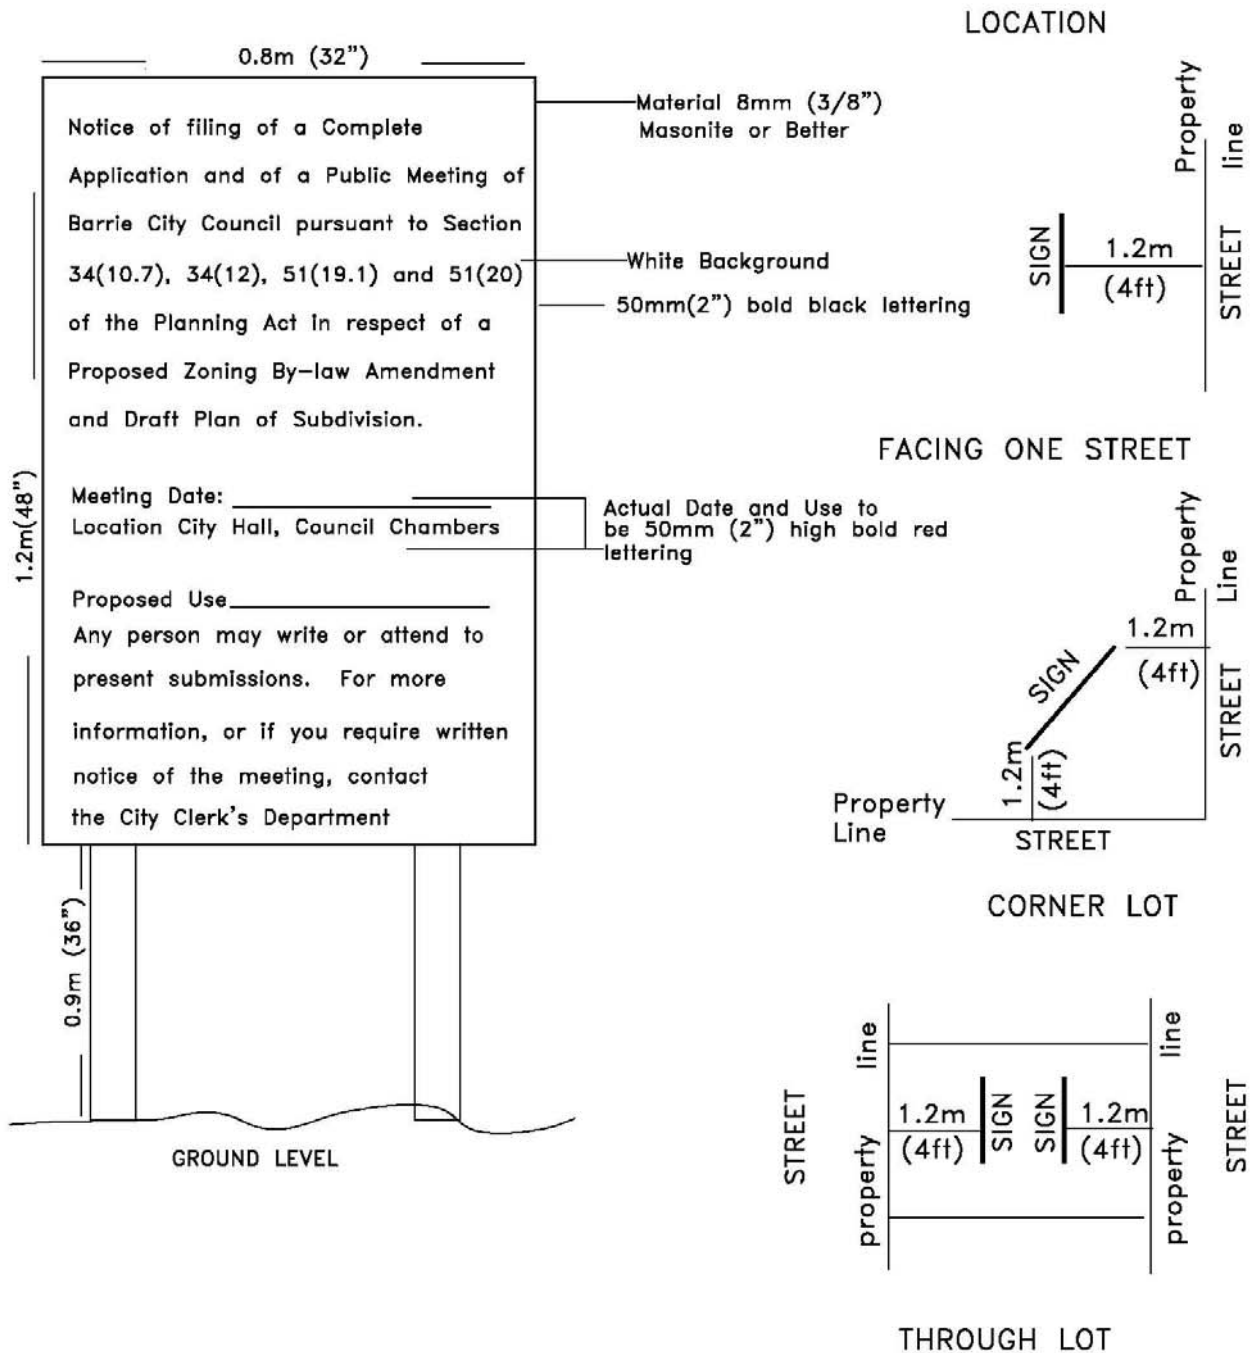 0.8m (32")
Notice of filing of a Complete
Application and of a Public Meeting of
Barrie City Council pursuant to Section
34(10.7), 34(12), 51(19.1) and 51(20)
of the Planning Act in respect of a
Proposed Zoning By-law Amendment
and Draft Plan of Subdivision.
Meeting Date:
Location City Hall, Council Chambers
Proposed Use
Any person may write or attend to
present submissions. For more
information, or if you require written
notice of the meeting, contact
the City Clerk's Department
1.2m(48")
0.9m (36")
GROUND LEVEL
Material 8mm (3/8")
Masonite or Better
White Background
50mm(2") bold black lettering
Actual Date and Use to
be 50mm (2") high bold red
lettering
LOCATION
Property line
SIGN
1.2m
(4ft)
STREET
FACING ONE STREET
Property Line
1.2m
(4ft)
SIGN
STREET
1.2m
(4ft)
Property
Line
STREET
CORNER LOT
STREET
property line
1.2m
(4ft)
SIGN
SIGN
1.2m
(4ft)
property line
STREET
THROUGH LOT